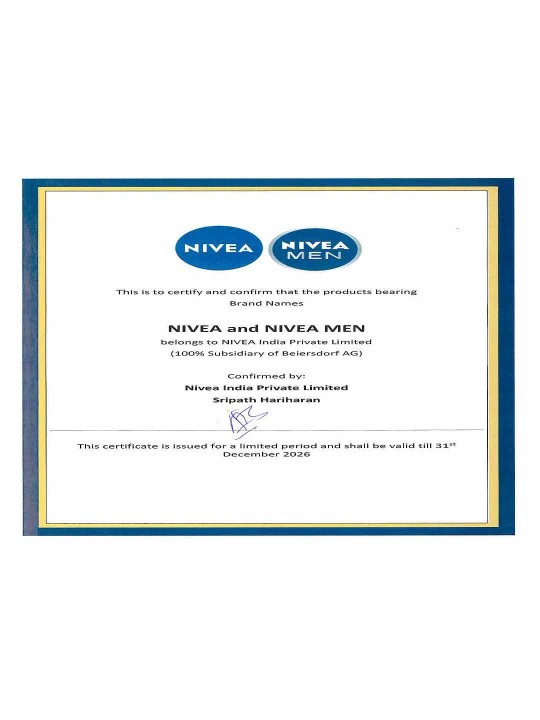 NIVEA
NIVEA
MEN
This is to certify and confirm that the products bearing
Brand Names
NIVEA and NIVEA MEN
belongs to NIVEA India Private Limited
(100% Subsidiary of Beiersdorf AG)
Confirmed by:
Nivea India Private Limited
Sripath Hariharan
This certificate is issued for a limited period and shall be valid till 31st
December 2026